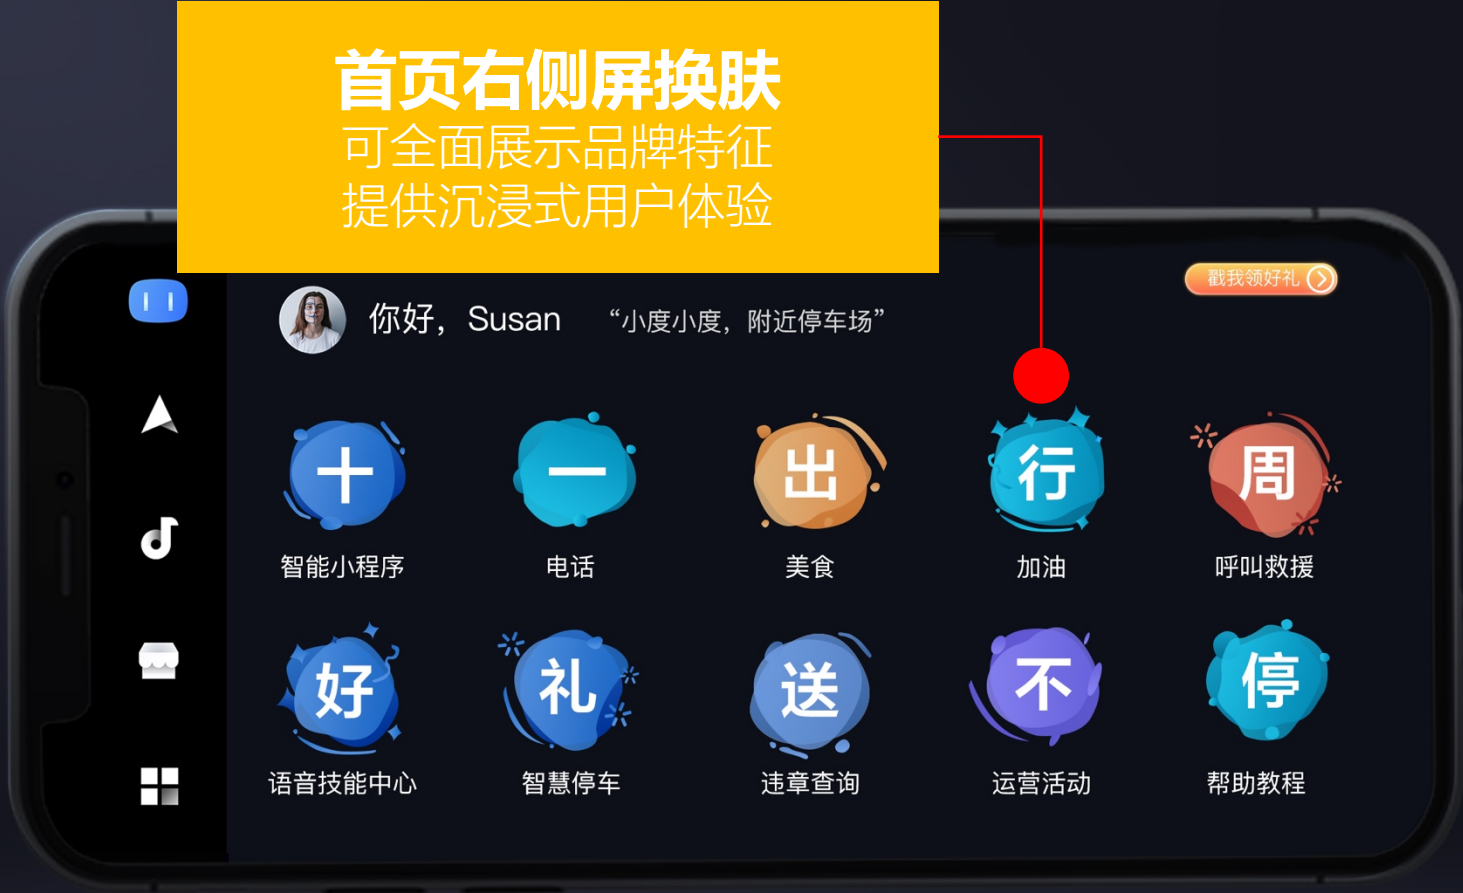 首页右侧屏换肤
可全面展示品牌特征
提供沉浸式用户体验
戳我领好礼
你好，Susan “小度小度，附近停车场”
十 一 出 行 周
智能小程序 电话 美食 加油 呼叫救援
好 礼 送 不 停
语音技能中心 智慧停车 违章查询 运营活动 帮助教程